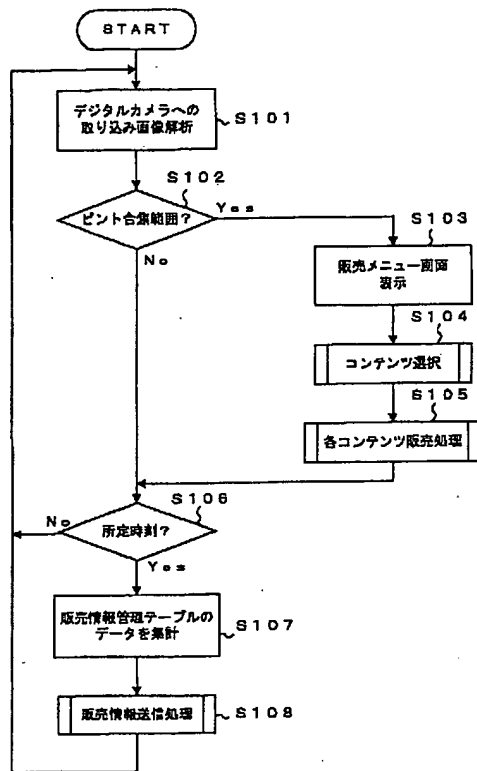 START
デジタルカメラへの
取り込み画像解析
S101
S102
ピント合焦範囲?
Yes
No
S103
販売メニュー画面
表示
S104
コンテンツ選択
S105
各コンテンツ販売処理
S106
所定時刻?
No
Yes
販売情報管理テーブルの
データを集計
S107
販売情報送信処理
S108